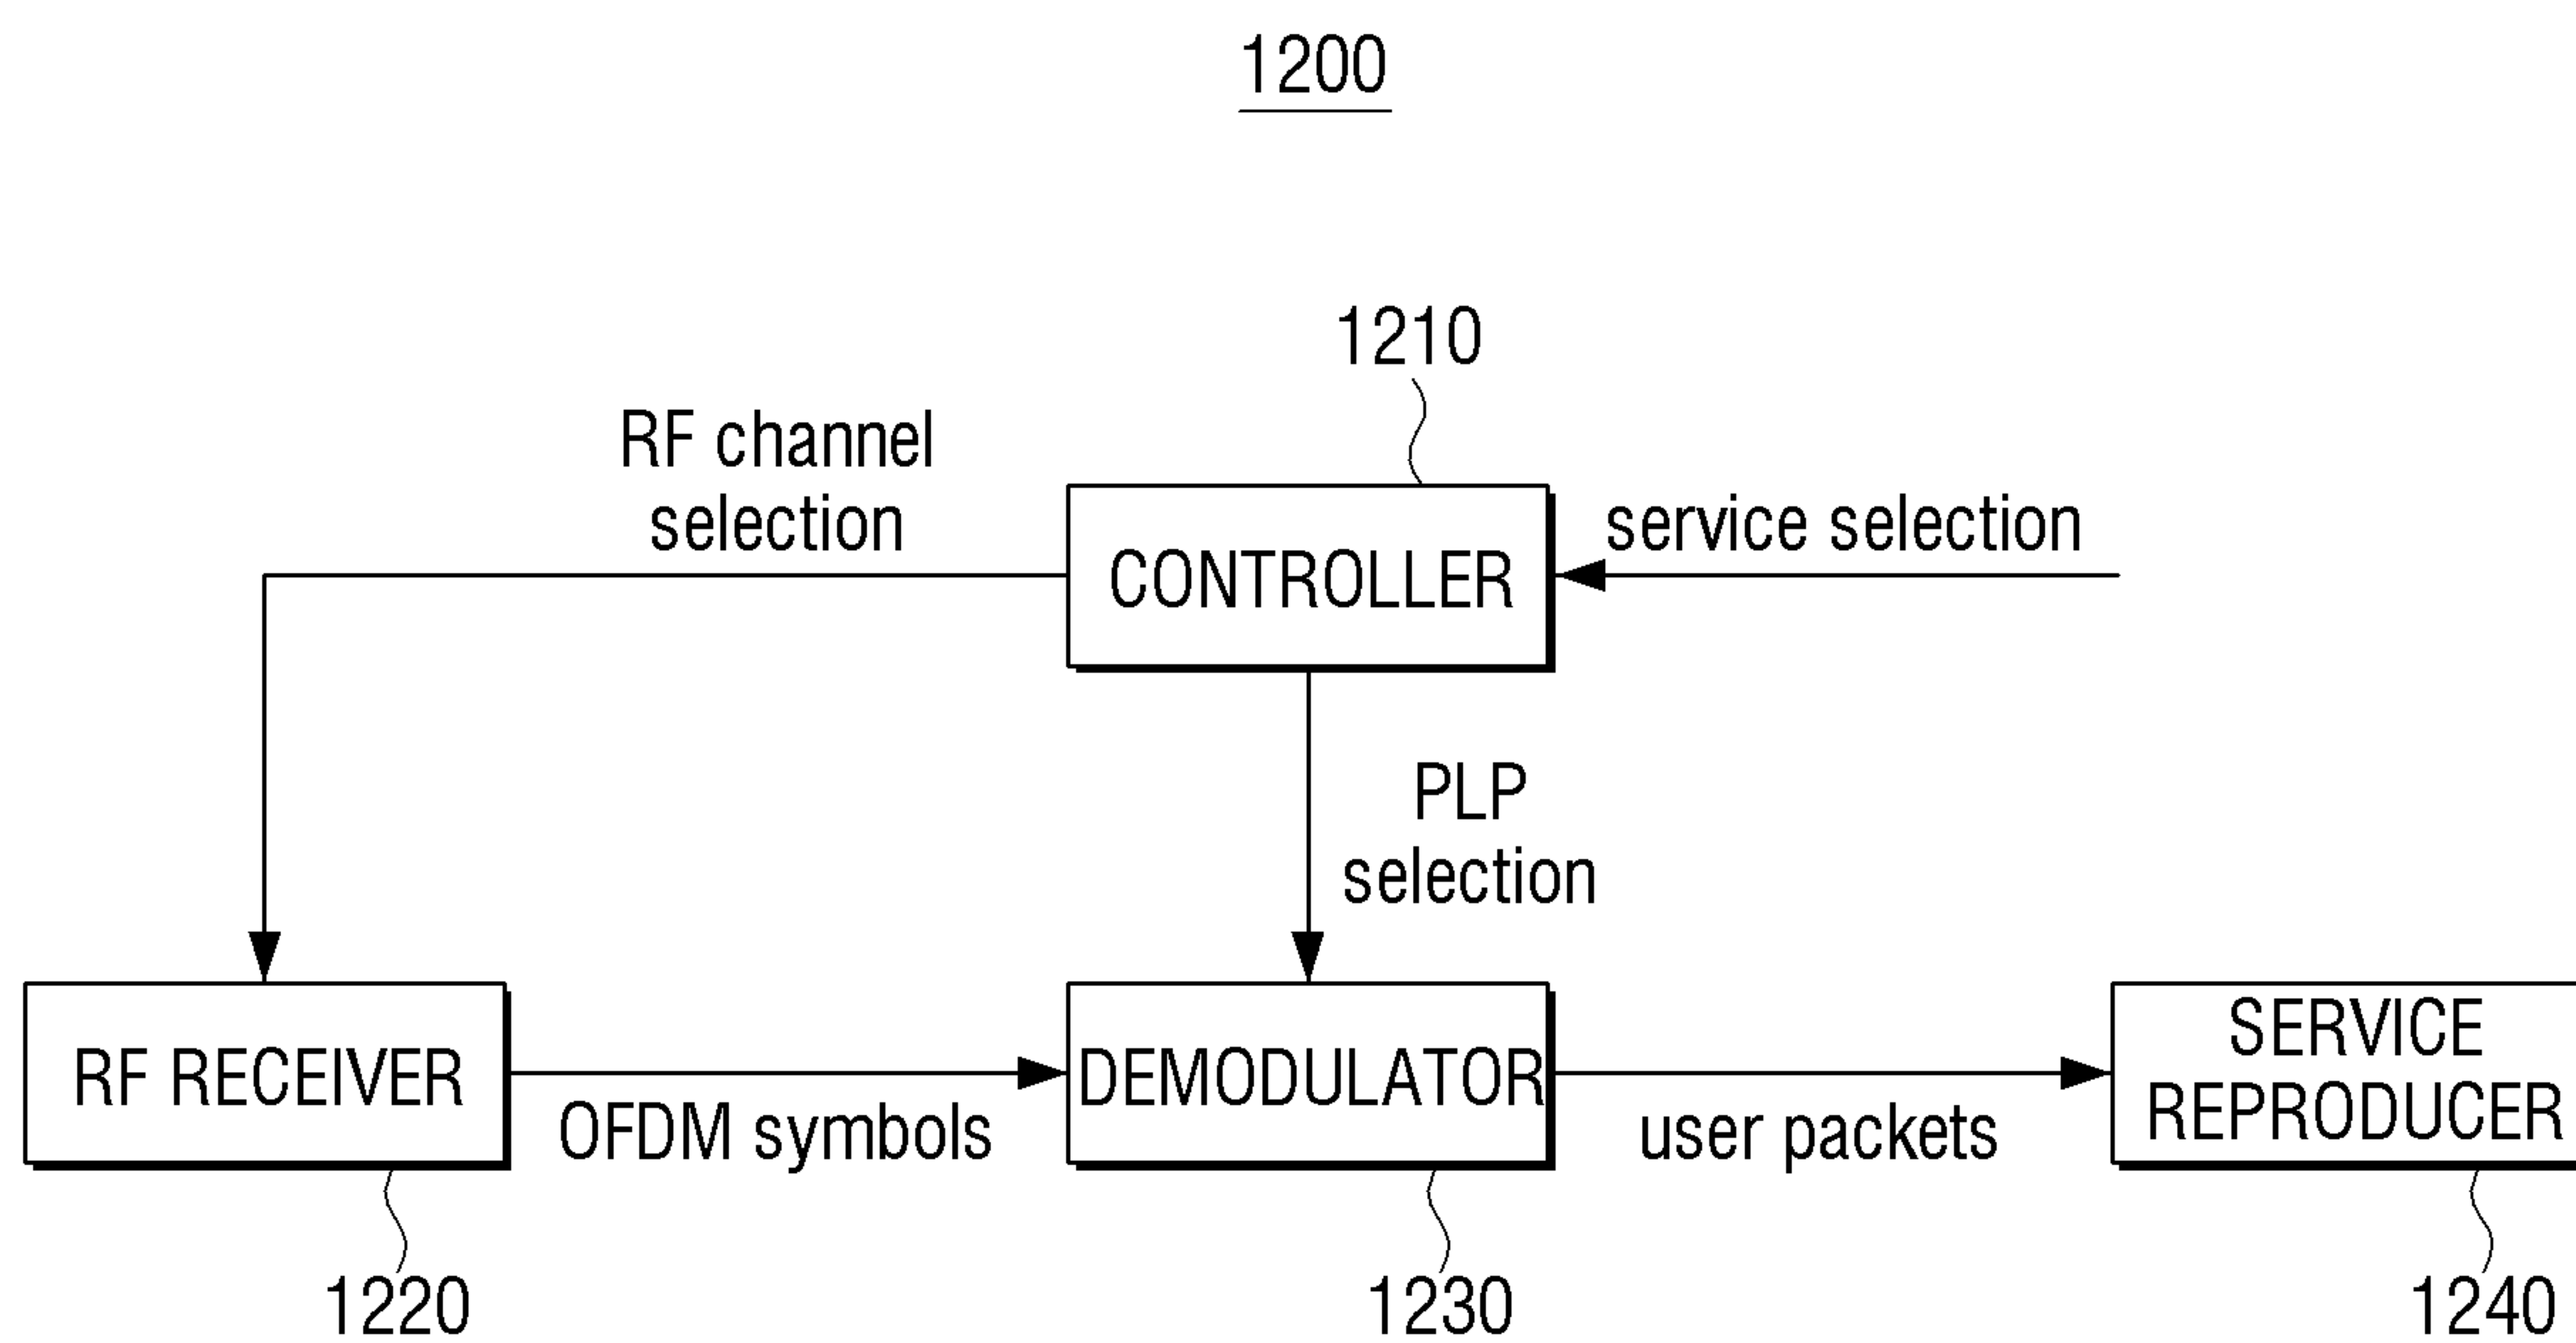 1200
1210
RF channel
selection
service selection
CONTROLLER
PLP
selection
RF RECEIVER
OFDM symbols
DEMODULATOR
user packets
SERVICE
REPRODUCER
1220
1230
1240